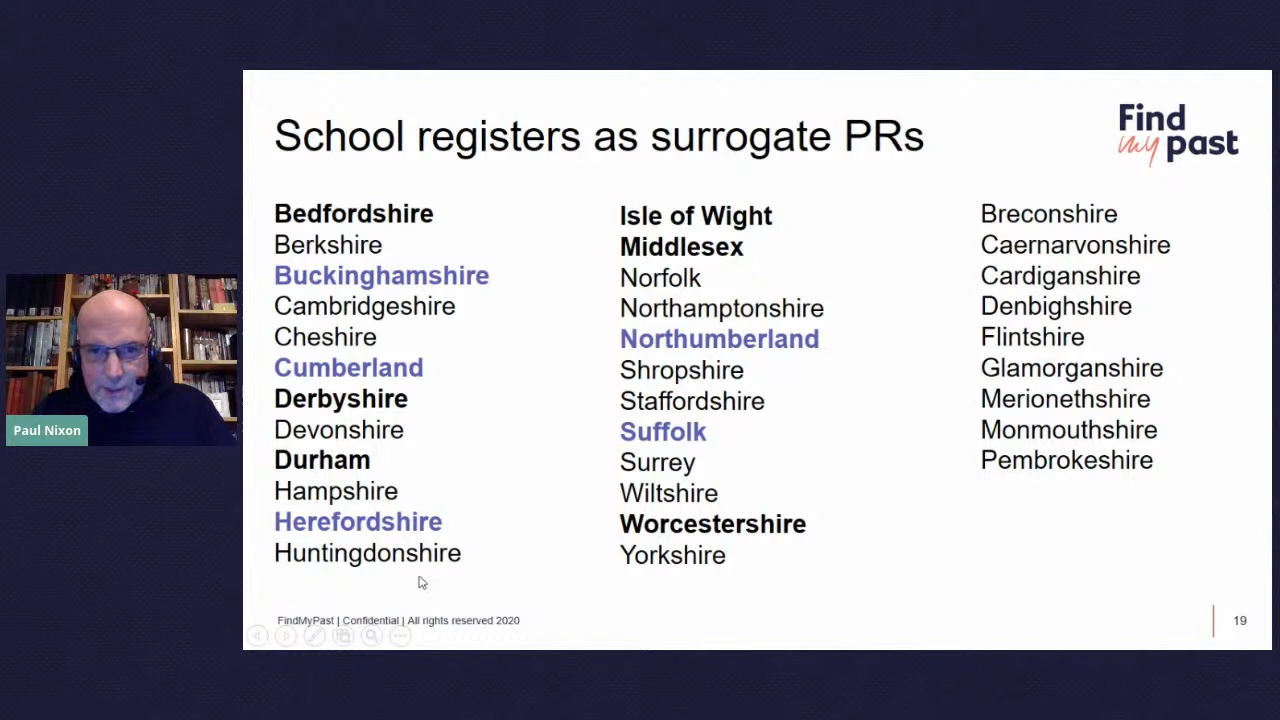 School registers as surrogate PRs
Find
my past
Bedfordshire
Berkshire
Buckinghamshire
Cambridgeshire
Cheshire
Cumberland
Derbyshire
Devonshire
Durham
Hampshire
Herefordshire
Huntingdonshire
Isle of Wight
Middlesex
Norfolk
Northamptonshire
Northumberland
Shropshire
Staffordshire
Suffolk
Surrey
Wiltshire
Worcestershire
Yorkshire
Breconshire
Caernarvonshire
Cardiganshire
Denbighshire
Flintshire
Glamorganshire
Merionethshire
Monmouthshire
Pembrokeshire
Paul Nixon
FindMyPast | Confidential | All rights reserved 2020
19